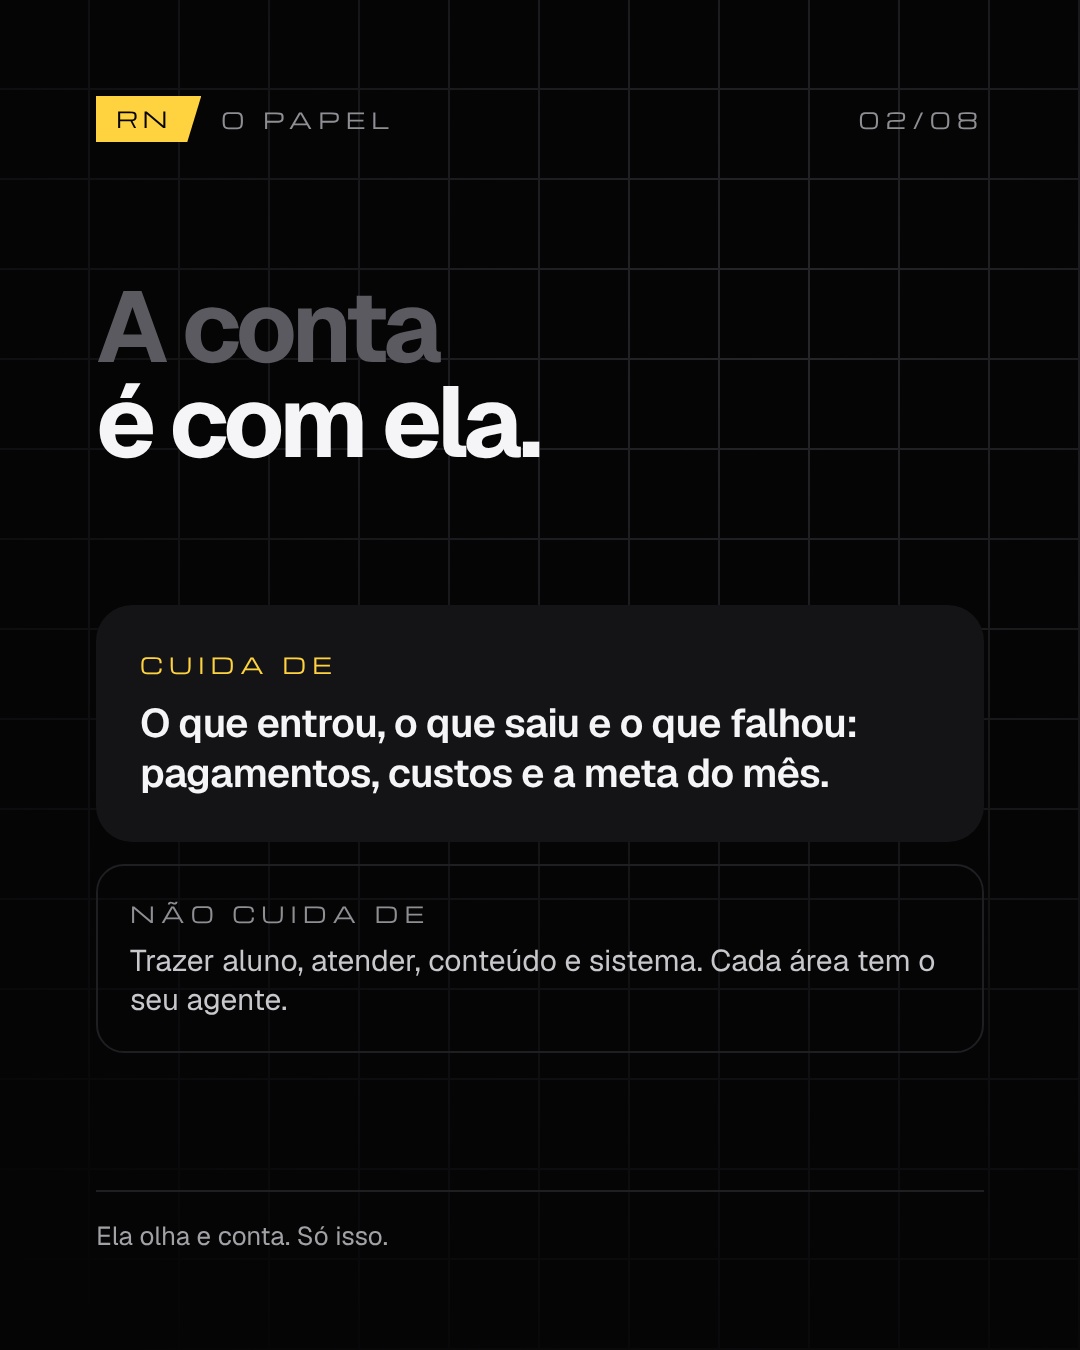 RN O PAPEL 02/08
A conta
é com ela.
CUIDA DE
O que entrou, o que saiu e o que falhou:
pagamentos, custos e a meta do mês.
NÃO CUIDA DE
Trazer aluno, atender, conteúdo e sistema. Cada área tem o
seu agente.
Ela olha e conta. Só isso.